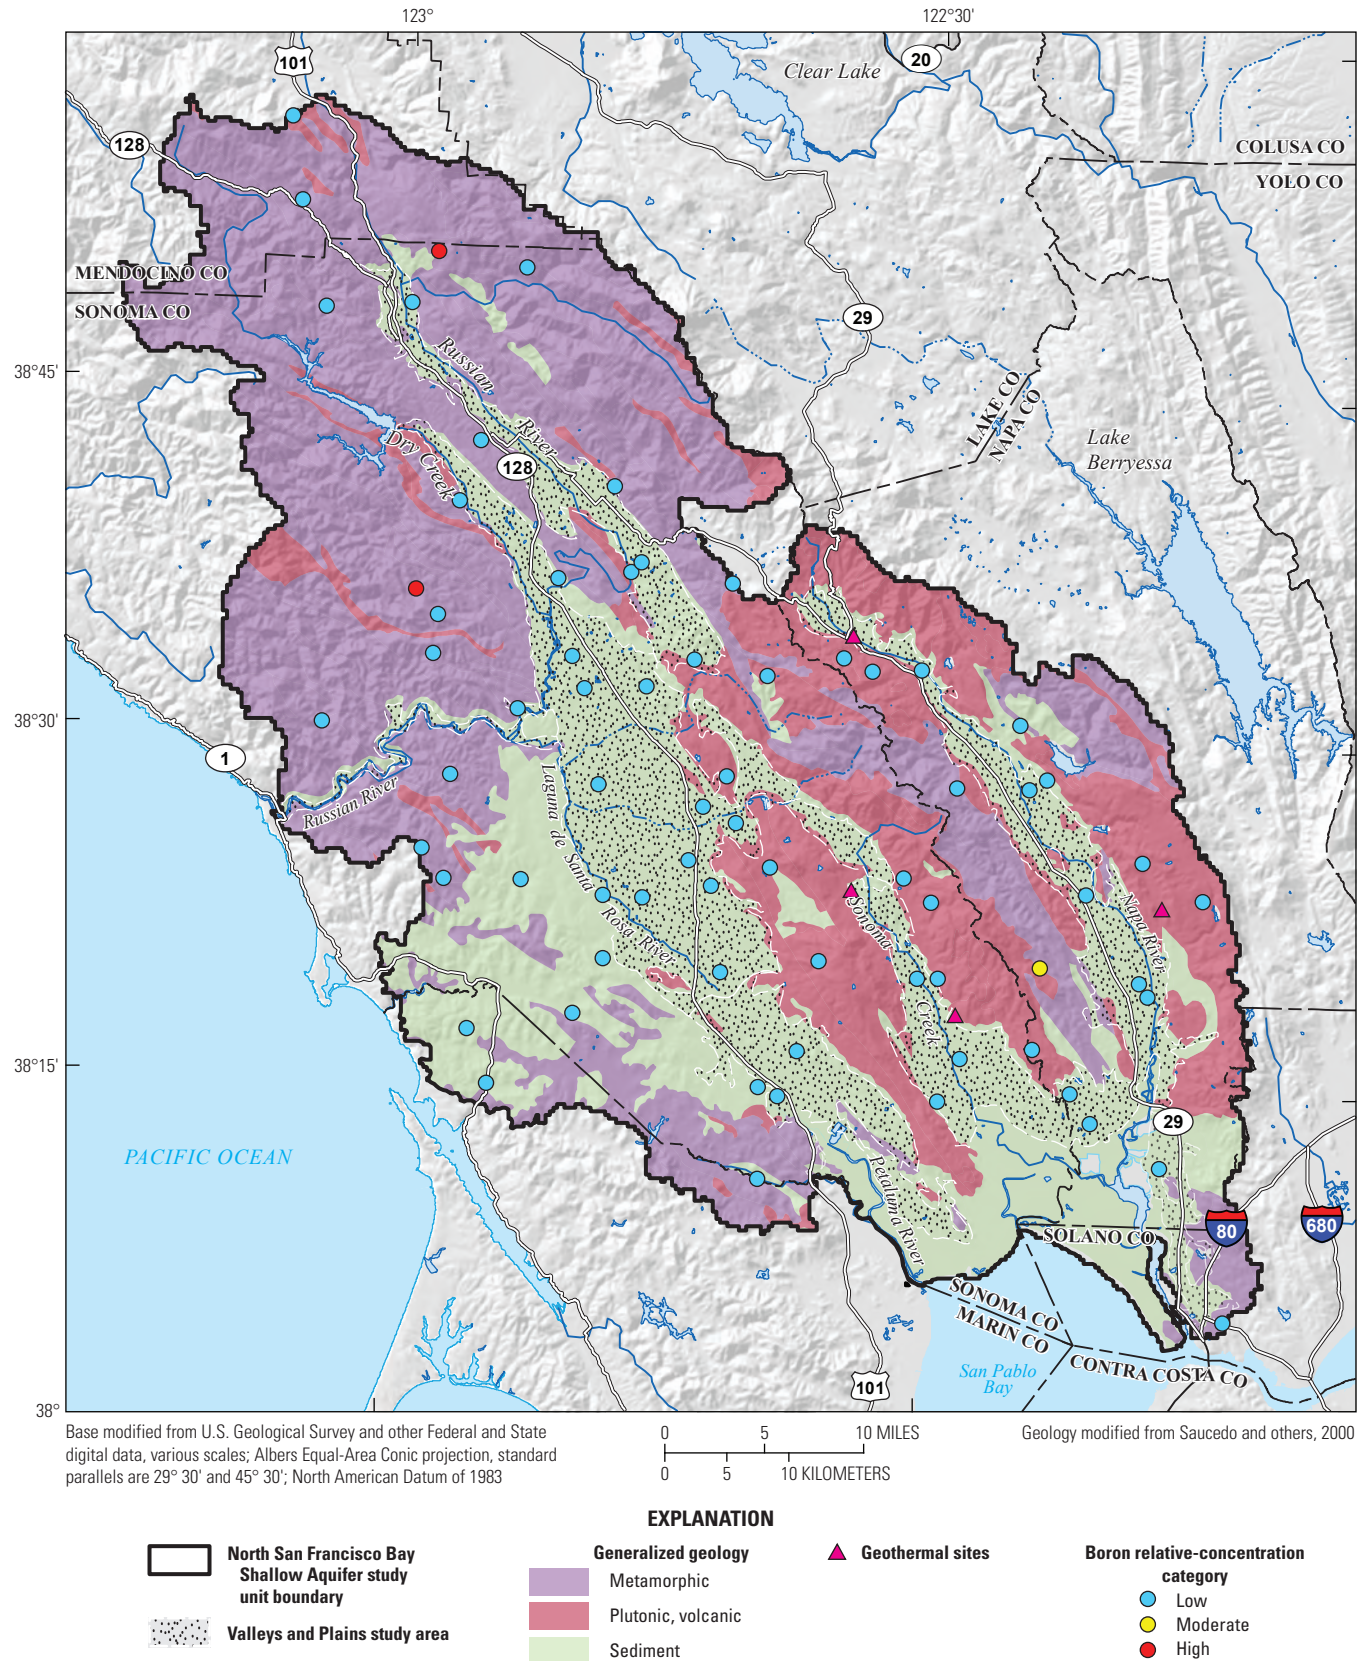 123°
122°30'
101
Clear Lake
20
128
COLUSA CO
YOLO CO
MENDOCINO CO
SONOMA CO
29
38°45'
Russian
River
LAKE CO
NAPA CO
Lake
Berryessa
Dry Creek
128
38°30'
1
Russian River
Laguna de Santa
Rosa River
Sonoma
Creek
Napa River
38°15'
29
PACIFIC OCEAN
Petaluma River
80
680
SOLANO CO
SONOMA CO
MARIN CO
CONTRA COSTA CO
San Pablo
Bay
101
38°
Base modified from U.S. Geological Survey and other Federal and State
digital data, various scales; Albers Equal-Area Conic projection, standard
parallels are 29° 30' and 45° 30'; North American Datum of 1983
0 5 10 MILES
0 5 10 KILOMETERS
Geology modified from Saucedo and others, 2000
EXPLANATION
North San Francisco Bay
Shallow Aquifer study
unit boundary
Valleys and Plains study area
Generalized geology
Metamorphic
Plutonic, volcanic
Sediment
Geothermal sites
Boron relative-concentration
category
Low
Moderate
High